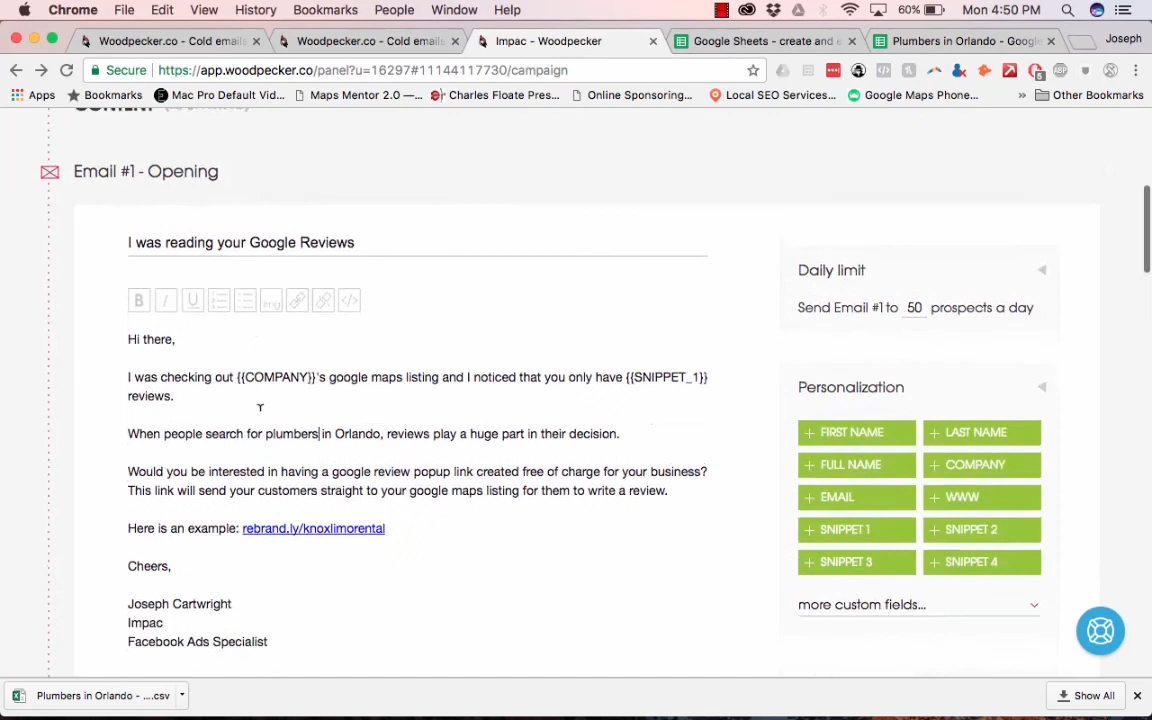 Chrome File Edit View History Bookmarks People Window Help 60% Mon 4:50 PM
Woodpecker.co - Cold emails Woodpecker.co - Cold emails Impac - Woodpecker Google Sheets - create and e Plumbers in Orlando - Google Joseph
Secure https://app.woodpecker.co/panel?u=16297#11144117730/campaign
Apps Bookmarks Mac Pro Default Vid... Maps Mentor 2.0 —... Charles Floate Pres... Online Sponsoring... Local SEO Services... Google Maps Phone... » Other Bookmarks
Email #1 - Opening
I was reading your Google Reviews
B I U img </>
Hi there,
I was checking out {{COMPANY}}'s google maps listing and I noticed that you only have {{SNIPPET_1}}
reviews.
When people search for plumbers in Orlando, reviews play a huge part in their decision.
Would you be interested in having a google review popup link created free of charge for your business?
This link will send your customers straight to your google maps listing for them to write a review.
Here is an example: rebrand.ly/knoxlimorental
Cheers,
Joseph Cartwright
Impac
Facebook Ads Specialist
Daily limit
Send Email #1 to 50 prospects a day
Personalization
+ FIRST NAME + LAST NAME
+ FULL NAME + COMPANY
+ EMAIL + WWW
+ SNIPPET 1 + SNIPPET 2
+ SNIPPET 3 + SNIPPET 4
more custom fields...
Plumbers in Orlando - ....csv Show All